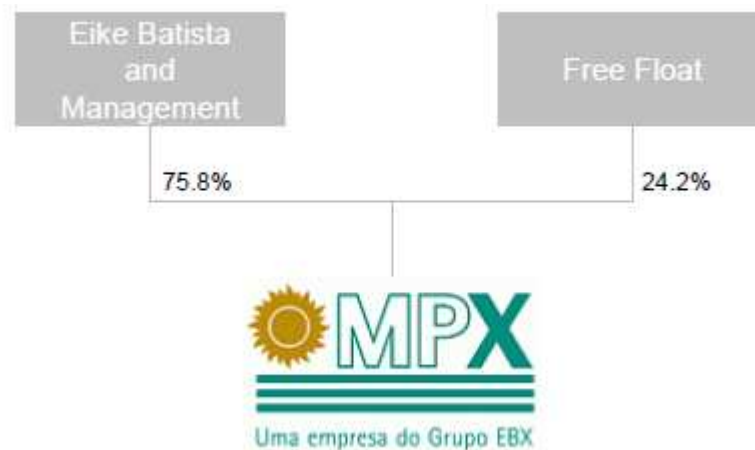 Eike Batista
and
Management
Free Float
75.8%
24.2%
MPX
Uma empresa do Grupo EBX